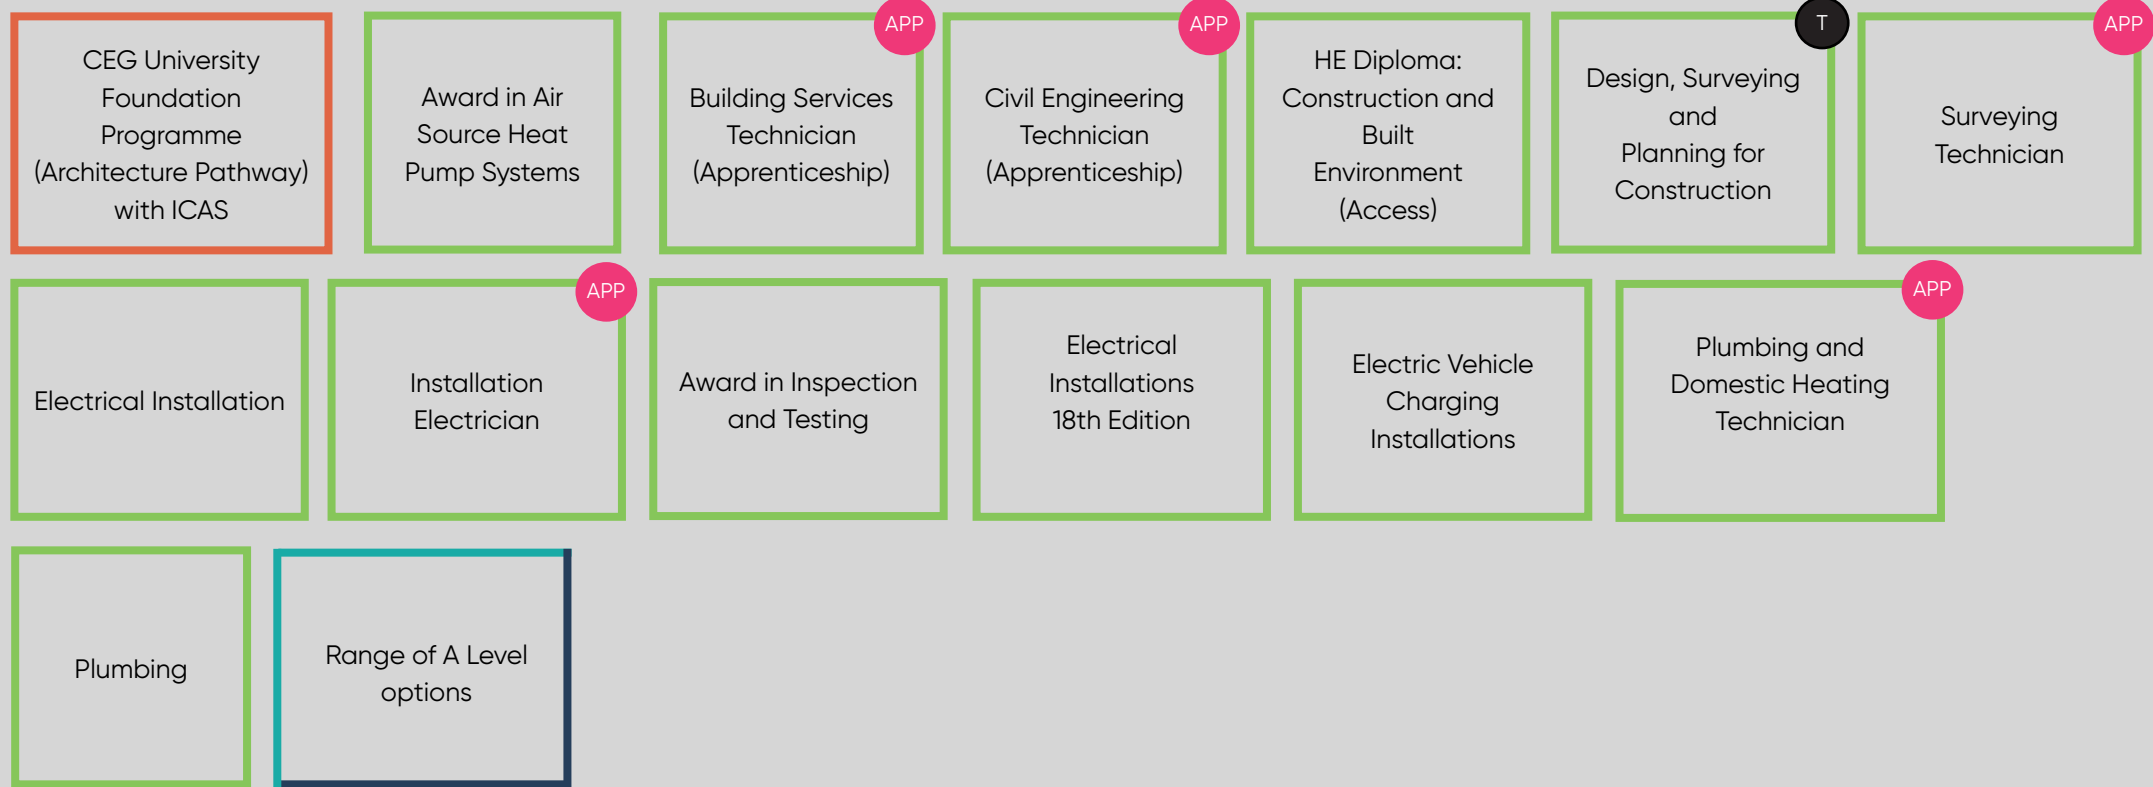 CEG University
Foundation
Programme
(Architecture Pathway)
with ICAS
Award in Air
Source Heat
Pump Systems
APP
Building Services
Technician
(Apprenticeship)
APP
Civil Engineering
Technician
(Apprenticeship)
HE Diploma:
Construction and
Built
Environment
(Access)
T
Design, Surveying
and
Planning for
Construction
APP
Surveying
Technician
Electrical Installation
APP
Installation
Electrician
Award in Inspection
and Testing
Electrical
Installations
18th Edition
Electric Vehicle
Charging
Installations
APP
Plumbing and
Domestic Heating
Technician
Plumbing
Range of A Level
options